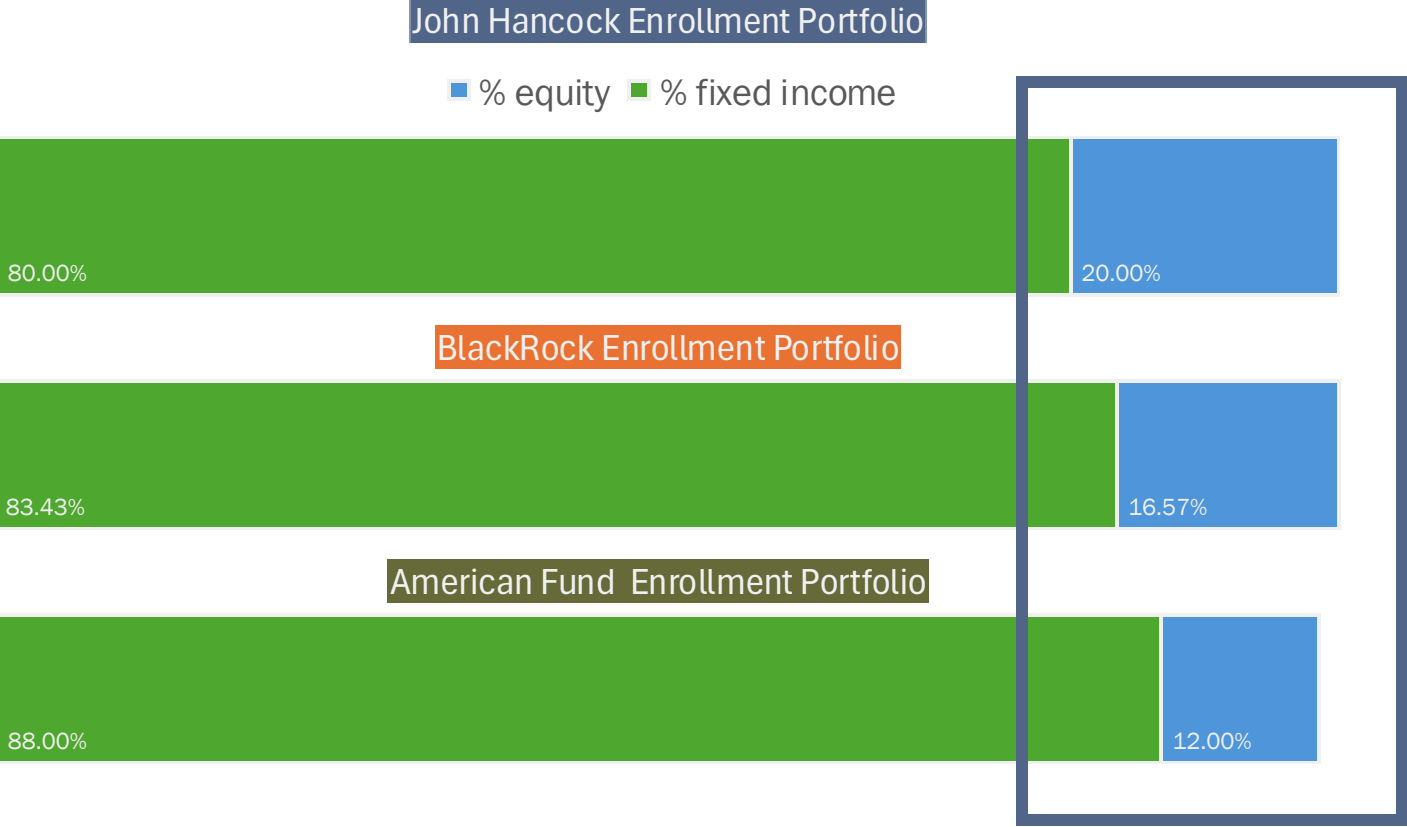 John Hancock Enrollment Portfolio
% equity % fixed income
80.00% 20.00%
BlackRock Enrollment Portfolio
83.43% 16.57%
American Fund  Enrollment Portfolio
88.00% 12.00%